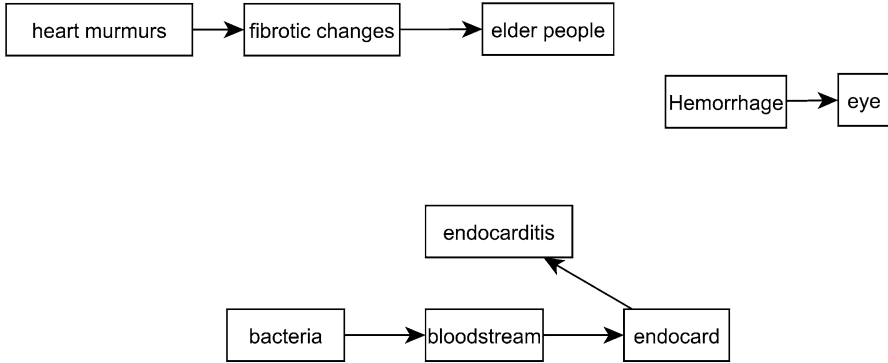 heart murmurs
fibrotic changes
elder people
Hemorrhage
eye
endocarditis
bacteria
bloodstream
endocard